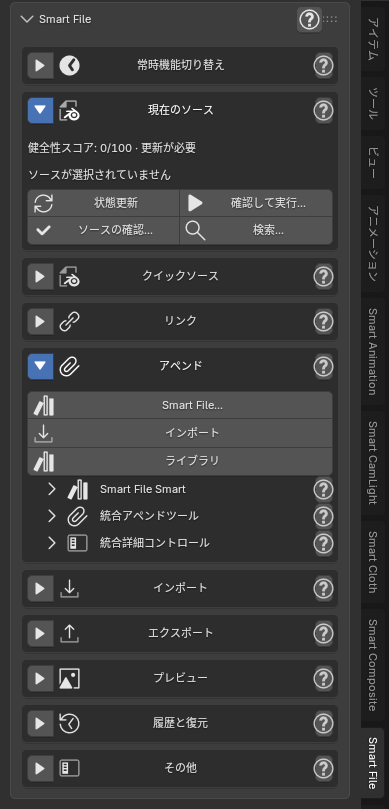 Smart File
常時機能切り替え
現在のソース
健全性スコア: 0/100 · 更新が必要
ソースが選択されていません
状態更新
確認して実行...
ソースの確認...
検索...
クイックソース
リンク
アペンド
Smart File...
インポート
ライブラリ
Smart File Smart
統合アペンドツール
統合詳細コントロール
インポート
エクスポート
プレビュー
履歴と復元
その他
アイテム
ツール
ビュー
アニメーション
Smart Animation
Smart CamLight
Smart Cloth
Smart Composite
Smart File